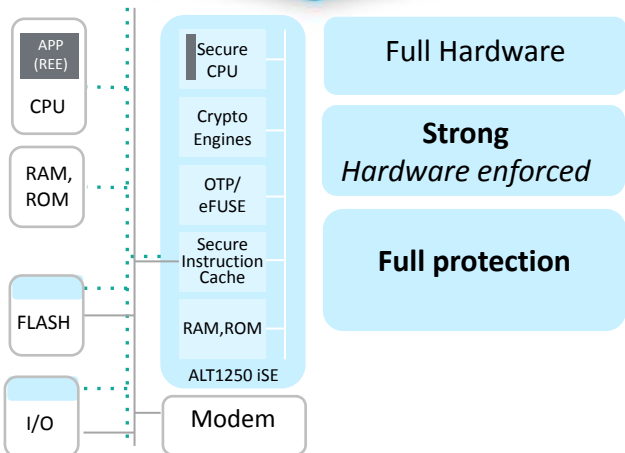 APP
(REE)
CPU
RAM,
ROM
FLASH
I/O
Secure
CPU
Crypto
Engines
OTP/
eFUSE
Secure
Instruction
Cache
RAM,ROM
ALT1250 iSE
Modem
Full Hardware
Strong
Hardware enforced
Full protection